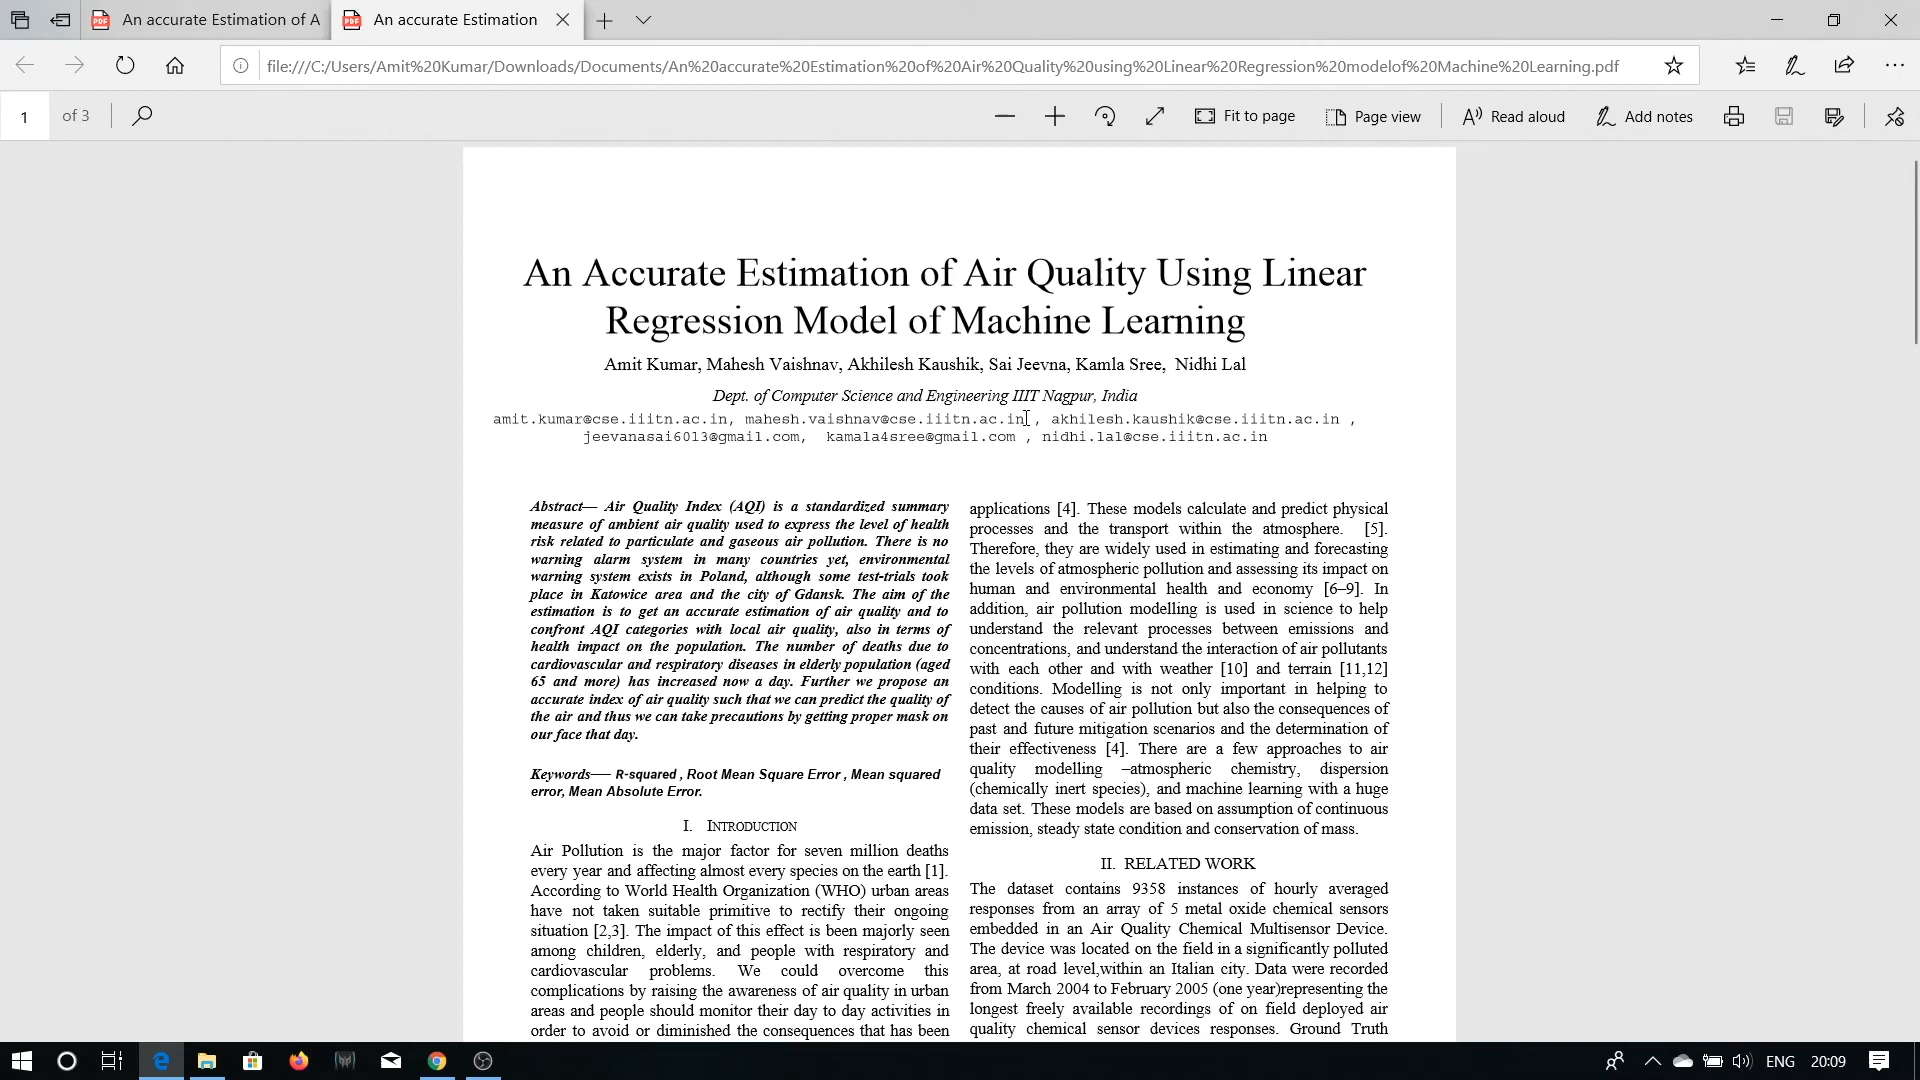 An accurate Estimation of A
An accurate Estimation
file:///C:/Users/Amit%20Kumar/Downloads/Documents/An%20accurate%20Estimation%20of%20Air%20Quality%20using%20Linear%20Regression%20modelof%20Machine%20Learning.pdf
1 of 3
Fit to page
Page view
Read aloud
Add notes
An Accurate Estimation of Air Quality Using Linear
Regression Model of Machine Learning
Amit Kumar, Mahesh Vaishnav, Akhilesh Kaushik, Sai Jeevna, Kamla Sree, Nidhi Lal
Dept. of Computer Science and Engineering IIIT Nagpur, India
amit.kumar@cse.iiitn.ac.in, mahesh.vaishnav@cse.iiitn.ac.in , akhilesh.kaushik@cse.iiitn.ac.in ,
jeevanasai6013@gmail.com, kamala4sree@gmail.com , nidhi.lal@cse.iiitn.ac.in
Abstract— Air Quality Index (AQI) is a standardized summary
measure of ambient air quality used to express the level of health
risk related to particulate and gaseous air pollution. There is no
warning alarm system in many countries yet, environmental
warning system exists in Poland, although some test-trials took
place in Katowice area and the city of Gdansk. The aim of the
estimation is to get an accurate estimation of air quality and to
confront AQI categories with local air quality, also in terms of
health impact on the population. The number of deaths due to
cardiovascular and respiratory diseases in elderly population (aged
65 and more) has increased now a day. Further we propose an
accurate index of air quality such that we can predict the quality of
the air and thus we can take precautions by getting proper mask on
our face that day.
Keywords— R-squared , Root Mean Square Error , Mean squared
error, Mean Absolute Error.
I. INTRODUCTION
Air Pollution is the major factor for seven million deaths
every year and affecting almost every species on the earth [1].
According to World Health Organization (WHO) urban areas
have not taken suitable primitive to rectify their ongoing
situation [2,3]. The impact of this effect is been majorly seen
among children, elderly, and people with respiratory and
cardiovascular problems. We could overcome this
complications by raising the awareness of air quality in urban
areas and people should monitor their day to day activities in
order to avoid or diminished the consequences that has been
applications [4]. These models calculate and predict physical
processes and the transport within the atmosphere. [5].
Therefore, they are widely used in estimating and forecasting
the levels of atmospheric pollution and assessing its impact on
human and environmental health and economy [6–9]. In
addition, air pollution modelling is used in science to help
understand the relevant processes between emissions and
concentrations, and understand the interaction of air pollutants
with each other and with weather [10] and terrain [11,12]
conditions. Modelling is not only important in helping to
detect the causes of air pollution but also the consequences of
past and future mitigation scenarios and the determination of
their effectiveness [4]. There are a few approaches to air
quality modelling –atmospheric chemistry, dispersion
(chemically inert species), and machine learning with a huge
data set. These models are based on assumption of continuous
emission, steady state condition and conservation of mass.
II. RELATED WORK
The dataset contains 9358 instances of hourly averaged
responses from an array of 5 metal oxide chemical sensors
embedded in an Air Quality Chemical Multisensor Device.
The device was located on the field in a significantly polluted
area, at road level,within an Italian city. Data were recorded
from March 2004 to February 2005 (one year)representing the
longest freely available recordings of on field deployed air
quality chemical sensor devices responses. Ground Truth
ENG
20:09